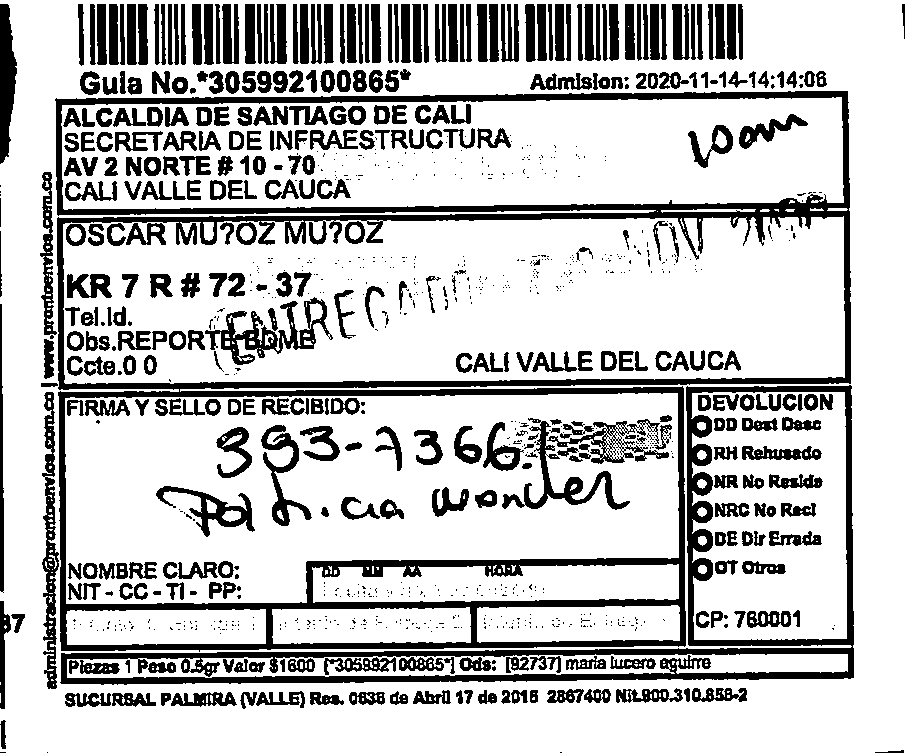 Guia No.*305992100865*
Admision: 2020-11-14-14:14:06
ALCALDIA DE SANTIAGO DE CALI
SECRETARIA DE INFRAESTRUCTURA
AV 2 NORTE # 10 - 70
CALI VALLE DEL CAUCA
OSCAR MU?OZ MU?OZ
KR 7 R # 72 - 37
ENTREGADO
NOV 2020
Tel.Id.
Obs.REPORTE BDME
Ccte.0 0
CALI VALLE DEL CAUCA
administracion@prontoenvios.com.co | www.prontoenvios.com.co
FIRMA Y SELLO DE RECIBIDO:
393-7366
Patricia
NOMBRE CLARO:
NIT - CC - TI - PP:
DD MM AA HORA
DEVOLUCION
DD Dest Desc
RH Rehusado
NR No Reside
NRC No Recl
DE Dir Errada
OT Otros
CP: 760001
37
Piezas 1 Peso 0.5gr Valor $1600 [*305992100865*] Ods: [92737] maria lucero aguirre
SUCURSAL PALMIRA (VALLE) Res. 0636 de Abril 17 de 2015 2867400 Nit.900.310.856-2